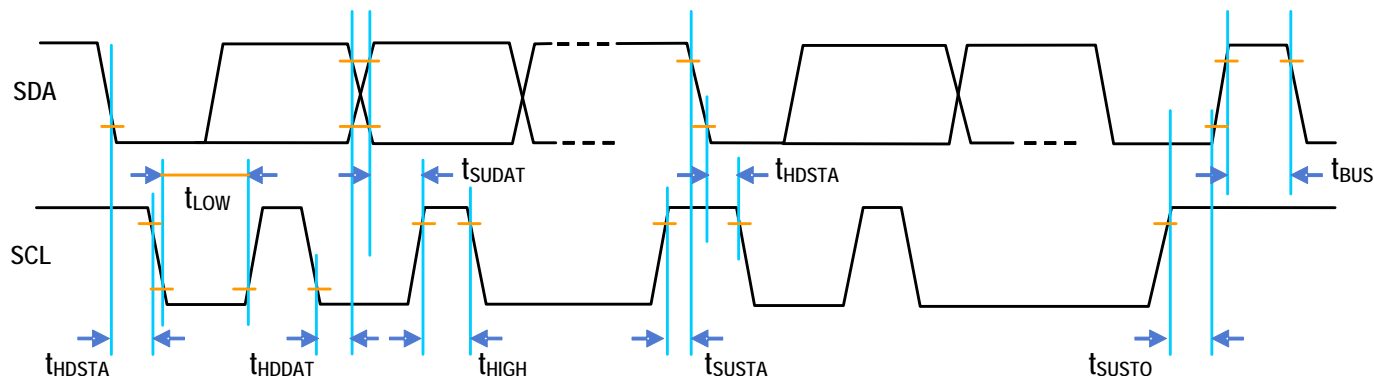 SDA
tSUDAT
tHDSTA
tBUS
tLOW
SCL
tHDSTA
tHDDAT
tHIGH
tSUSTA
tSUSTO